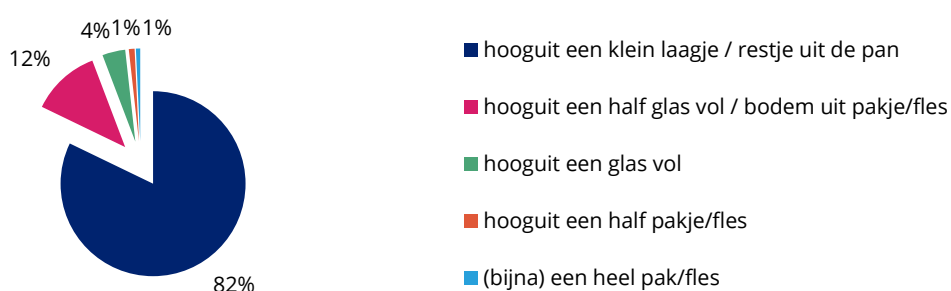 4%
1%
1%
12%
82%
hooguit een klein laagje / restje uit de pan
hooguit een half glas vol / bodem uit pakje/fles
hooguit een glas vol
hooguit een half pakje/fles
(bijna) een heel pak/fles